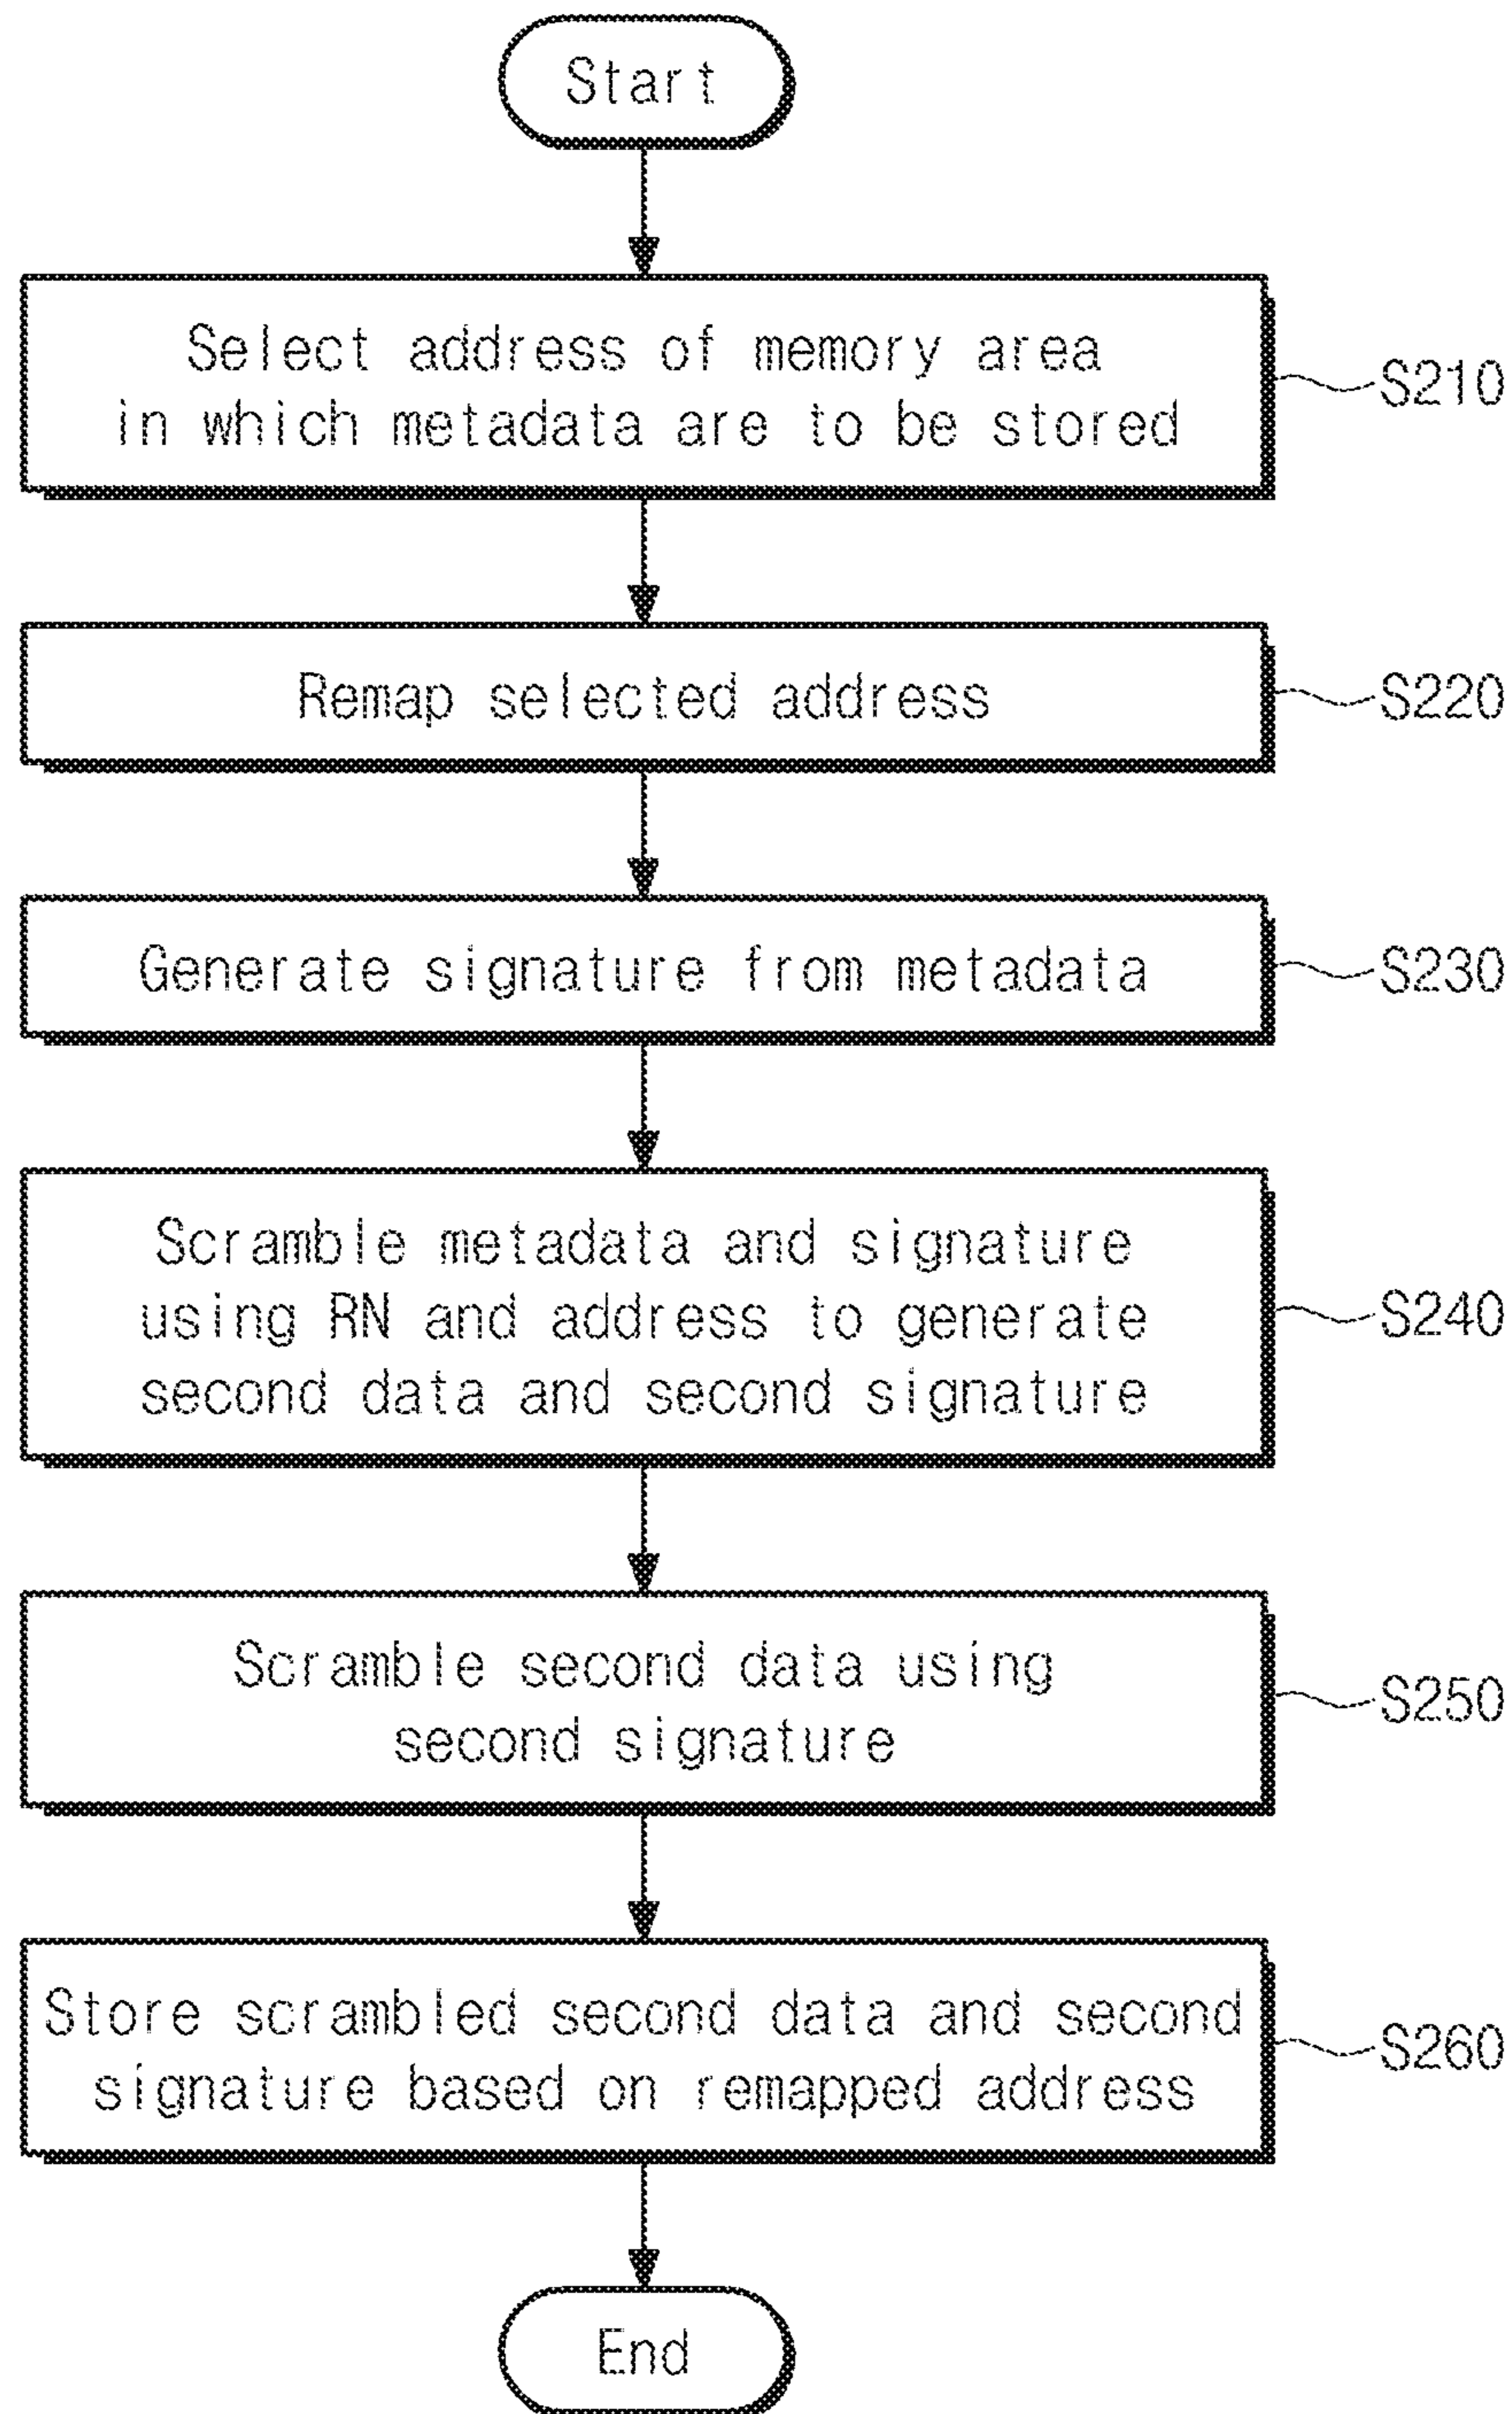 Start
Select address of memory area
in which metadata are to be stored
S210
Remap selected address
S220
Generate signature from metadata
S230
Scramble metadata and signature
using RN and address to generate
second data and second signature
S240
Scramble second data using
second signature
S250
Store scrambled second data and second
signature based on remapped address
S260
End